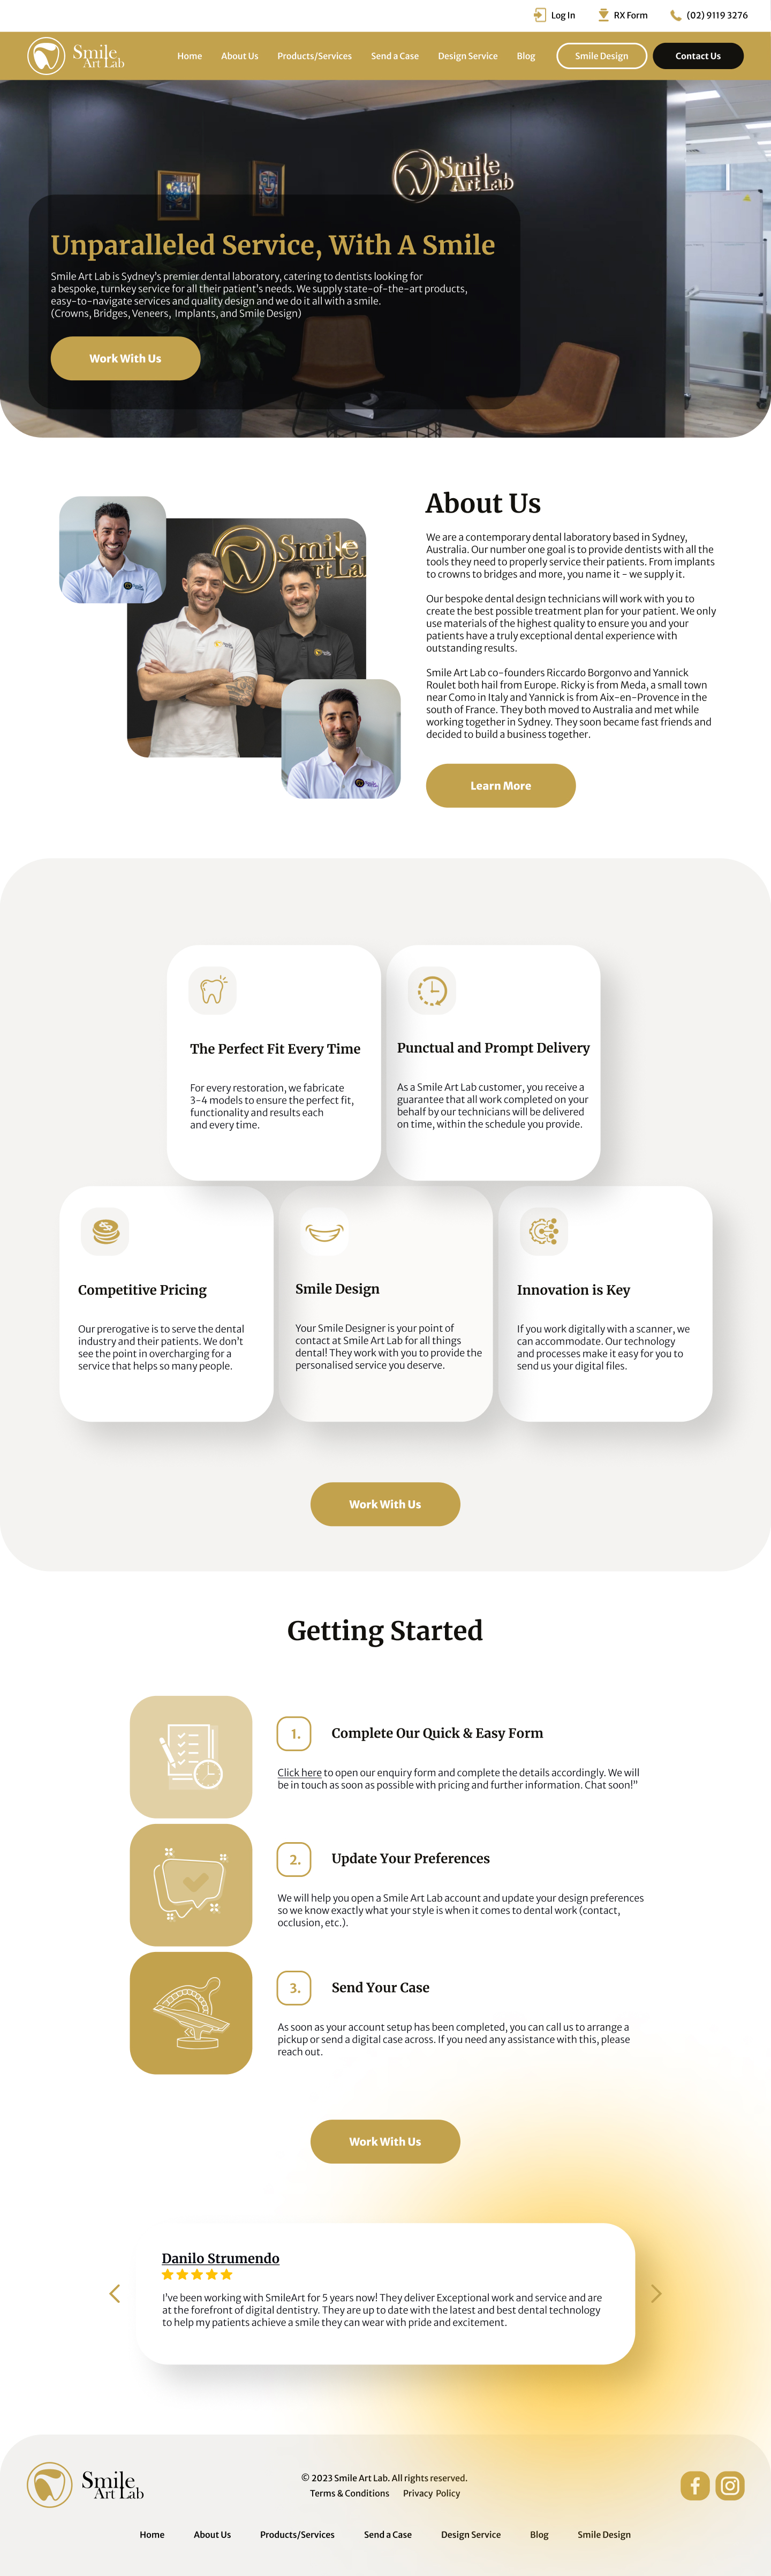 Log In
RX Form
(02) 9119 3276
Smile
Art Lab
Home
About Us
Products/Services
Send a Case
Design Service
Blog
Smile Design
Contact Us
Smile
Art Lab
Unparalleled Service, With A Smile
Smile Art Lab is Sydney's premier dental laboratory, catering to dentists looking for
a bespoke, turnkey service for all their patient's needs. We supply state-of-the-art products,
easy-to-navigate services and quality design and we do it all with a smile.
(Crowns, Bridges, Veneers, Implants, and Smile Design)
Work With Us
Smile
Art La
About Us
We are a contemporary dental laboratory based in Sydney,
Australia. Our number one goal is to provide dentists with all the
tools they need to properly service their patients. From implants
to crowns to bridges and more, you name it - we supply it.
Our bespoke dental design technicians will work with you to
create the best possible treatment plan for your patient. We only
use materials of the highest quality to ensure you and your
patients have a truly exceptional dental experience with
outstanding results.
Smile Art Lab co-founders Riccardo Borgonvo and Yannick
Roulet both hail from Europe. Ricky is from Meda, a small town
near Como in Italy and Yannick is from Aix-en-Provence in the
south of France. They both moved to Australia and met while
working together in Sydney. They soon became fast friends and
decided to build a business together.
Learn More
The Perfect Fit Every Time
For every restoration, we fabricate
3-4 models to ensure the perfect fit,
functionality and results each
and every time.
Punctual and Prompt Delivery
As a Smile Art Lab customer, you receive a
guarantee that all work completed on your
behalf by our technicians will be delivered
on time, within the schedule you provide.
Competitive Pricing
Our prerogative is to serve the dental
industry and their patients. We don't
see the point in overcharging for a
service that helps so many people.
Smile Design
Your Smile Designer is your point of
contact at Smile Art Lab for all things
dental! They work with you to provide the
personalised service you deserve.
Innovation is Key
If you work digitally with a scanner, we
can accommodate. Our technology
and processes make it easy for you to
send us your digital files.
Work With Us
Getting Started
1.
Complete Our Quick & Easy Form
Click here to open our enquiry form and complete the details accordingly. We will
be in touch as soon as possible with pricing and further information. Chat soon!"
2.
Update Your Preferences
We will help you open a Smile Art Lab account and update your design preferences
so we know exactly what your style is when it comes to dental work (contact,
occlusion, etc.).
3.
Send Your Case
As soon as your account setup has been completed, you can call us to arrange a
pickup or send a digital case across. If you need any assistance with this, please
reach out.
Work With Us
Danilo Strumendo
I've been working with SmileArt for 5 years now! They deliver Exceptional work and service and are
at the forefront of digital dentistry. They are up to date with the latest and best dental technology
to help my patients achieve a smile they can wear with pride and excitement.
Smile
Art Lab
© 2023 Smile Art Lab. All rights reserved.
Terms & Conditions
Privacy Policy
Home
About Us
Products/Services
Send a Case
Design Service
Blog
Smile Design